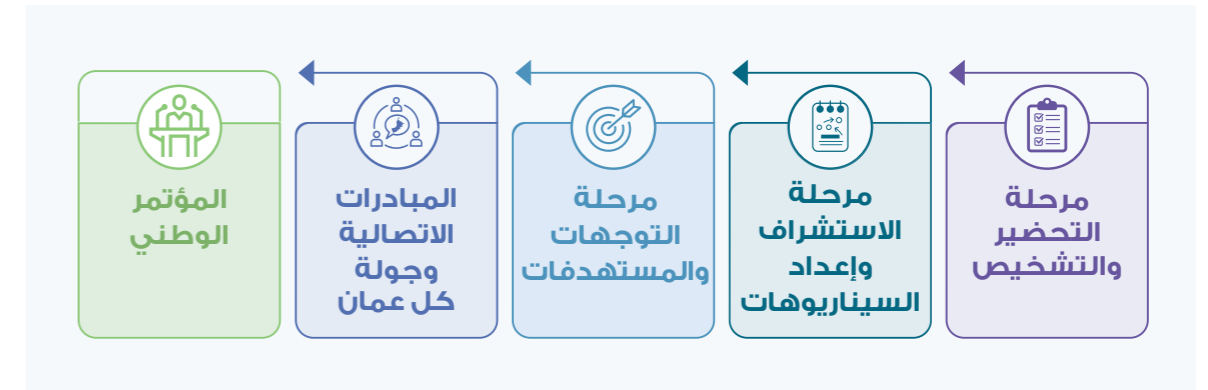 مرحلة
التحضير
والتشخيص
مرحلة
الاستشراف
وإعداد
السيناريوهات
مرحلة
التوجهات
والمستهدفات
المبادرات
الاتصالية
وجولة
كل عمان
المؤتمر
الوطني